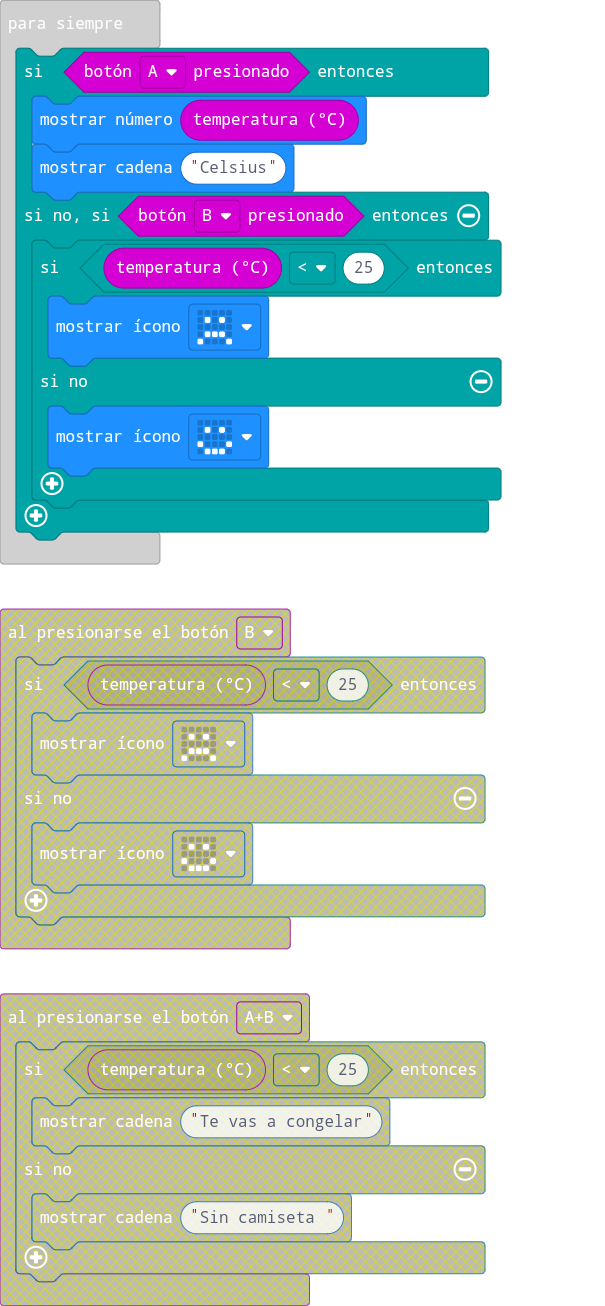 para siempre
si botón A presionado entonces
mostrar número temperatura (°C)
mostrar cadena "Celsius"
si no, si botón B presionado entonces
si temperatura (°C) < 25 entonces
mostrar ícono
si no
mostrar ícono
al presionarse el botón B
si temperatura (°C) < 25 entonces
mostrar ícono
si no
mostrar ícono
al presionarse el botón A+B
si temperatura (°C) < 25 entonces
mostrar cadena "Te vas a congelar"
si no
mostrar cadena "Sin camiseta "